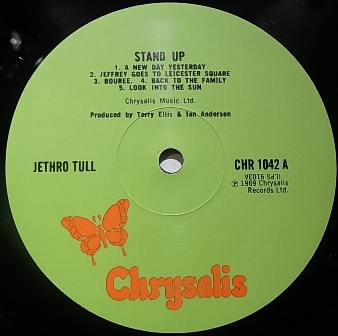 STAND UP
1. A NEW DAY YESTERDAY
2. JEFFREY GOES TO LEICESTER SQUARE
3. BOUREE. 4. BACK TO THE FAMILY
5. LOOK INTO THE SUN
Chrysalis Music Ltd.
Produced by Terry Ellis & Ian Anderson
JETHRO TULL
CHR 1042 A
ILPS 9103A
Ⓟ 1969 Chrysalis
Records Ltd.
Chrysalis